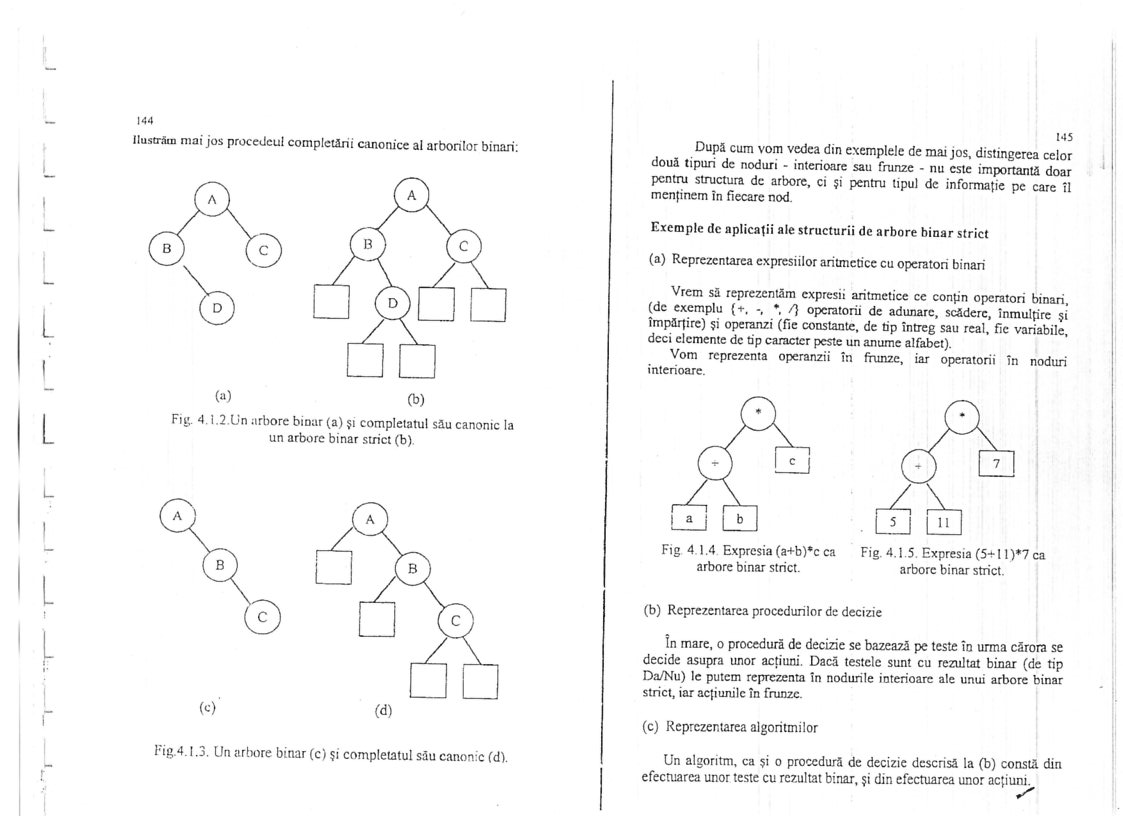 144
Ilustrăm mai jos procedeul completării canonice al arborilor binari:
A
B
C
D
A
B
C
D
(a)
(b)
Fig. 4.1.2.Un arbore binar (a) şi completatul său canonic la
un arbore binar strict (b).
A
B
C
A
B
C
(c)
(d)
Fig.4.1.3. Un arbore binar (c) şi completatul său canonic (d).
145
După cum vom vedea din exemplele de mai jos, distingerea celor
două tipuri de noduri - interioare sau frunze - nu este importantă doar
pentru structura de arbore, ci şi pentru tipul de informaţie pe care îl
menţinem în fiecare nod.
Exemple de aplicaţii ale structurii de arbore binar strict
(a) Reprezentarea expresiilor aritmetice cu operatori binari
Vrem să reprezentăm expresii aritmetice ce conţin operatori binari,
(de exemplu {+, -, *, /} operatorii de adunare, scădere, înmulţire şi
împărţire) şi operanzi (fie constante, de tip întreg sau real, fie variabile,
deci elemente de tip caracter peste un anume alfabet).
Vom reprezenta operanzii în frunze, iar operatorii în noduri
interioare.
*
+
c
a
b
*
+
7
5
11
Fig. 4.1.4. Expresia (a+b)*c ca
arbore binar strict.
Fig. 4.1.5. Expresia (5+11)*7 ca
arbore binar strict.
(b) Reprezentarea procedurilor de decizie
În mare, o procedură de decizie se bazează pe teste în urma cărora se
decide asupra unor acţiuni. Dacă testele sunt cu rezultat binar (de tip
Da/Nu) le putem reprezenta în nodurile interioare ale unui arbore binar
strict, iar acţiunile în frunze.
(c) Reprezentarea algoritmilor
Un algoritm, ca şi o procedură de decizie descrisă la (b) constă din
efectuarea unor teste cu rezultat binar, şi din efectuarea unor acţiuni.